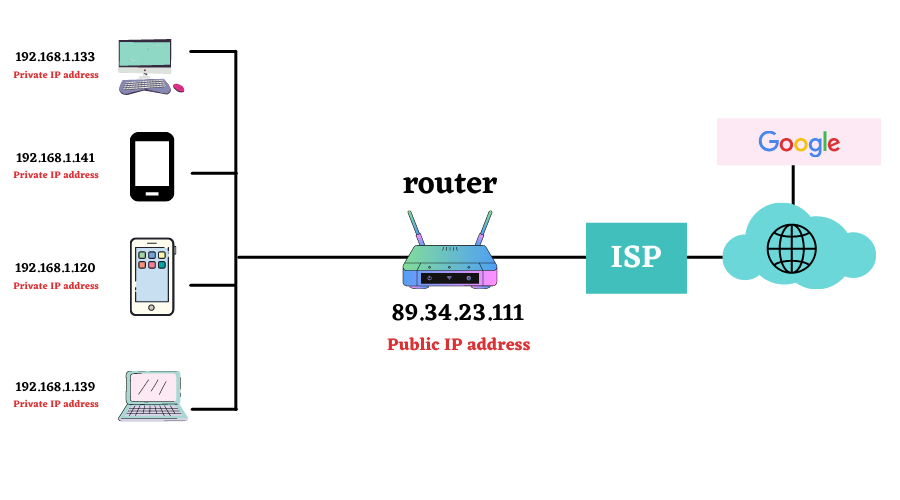 192.168.1.133
Private IP address
192.168.1.141
Private IP address
192.168.1.120
Private IP address
192.168.1.139
Private IP address
router
89.34.23.111
Public IP address
ISP
Google